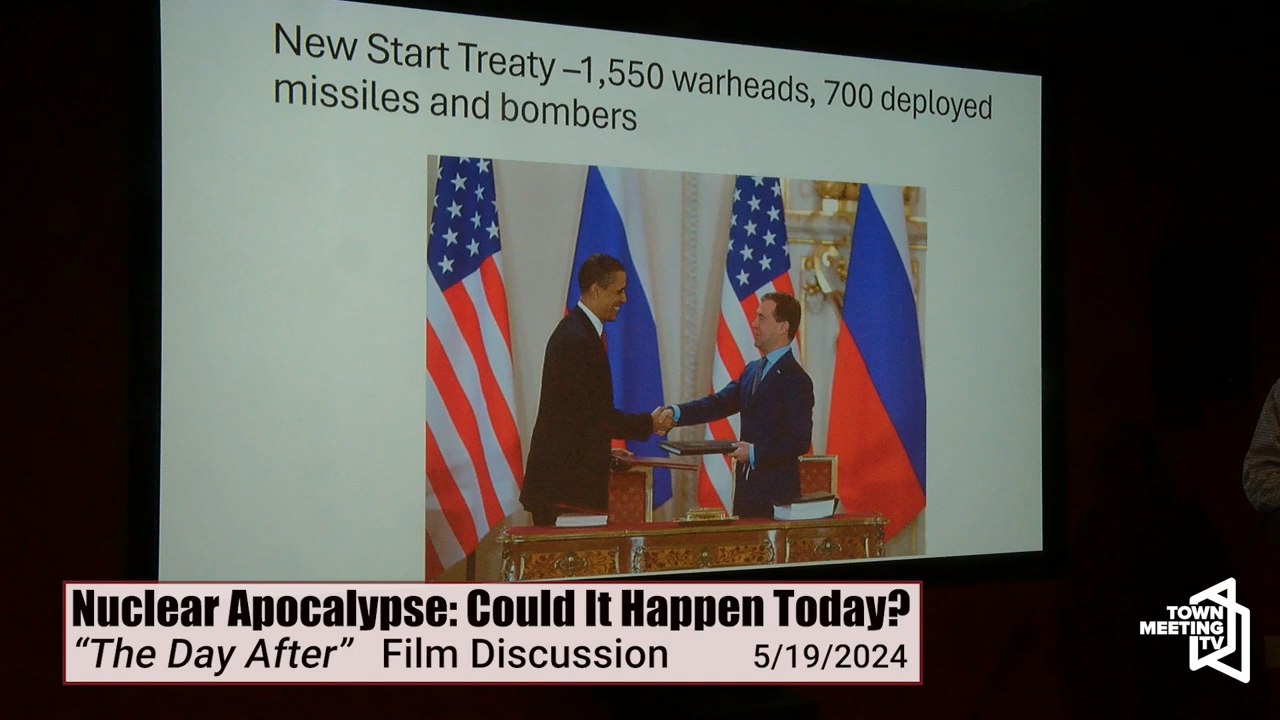 New Start Treaty –1,550 warheads, 700 deployed
missiles and bombers
Nuclear Apocalypse: Could It Happen Today?
“The Day After” Film Discussion 5/19/2024
TOWN
MEETING
TV